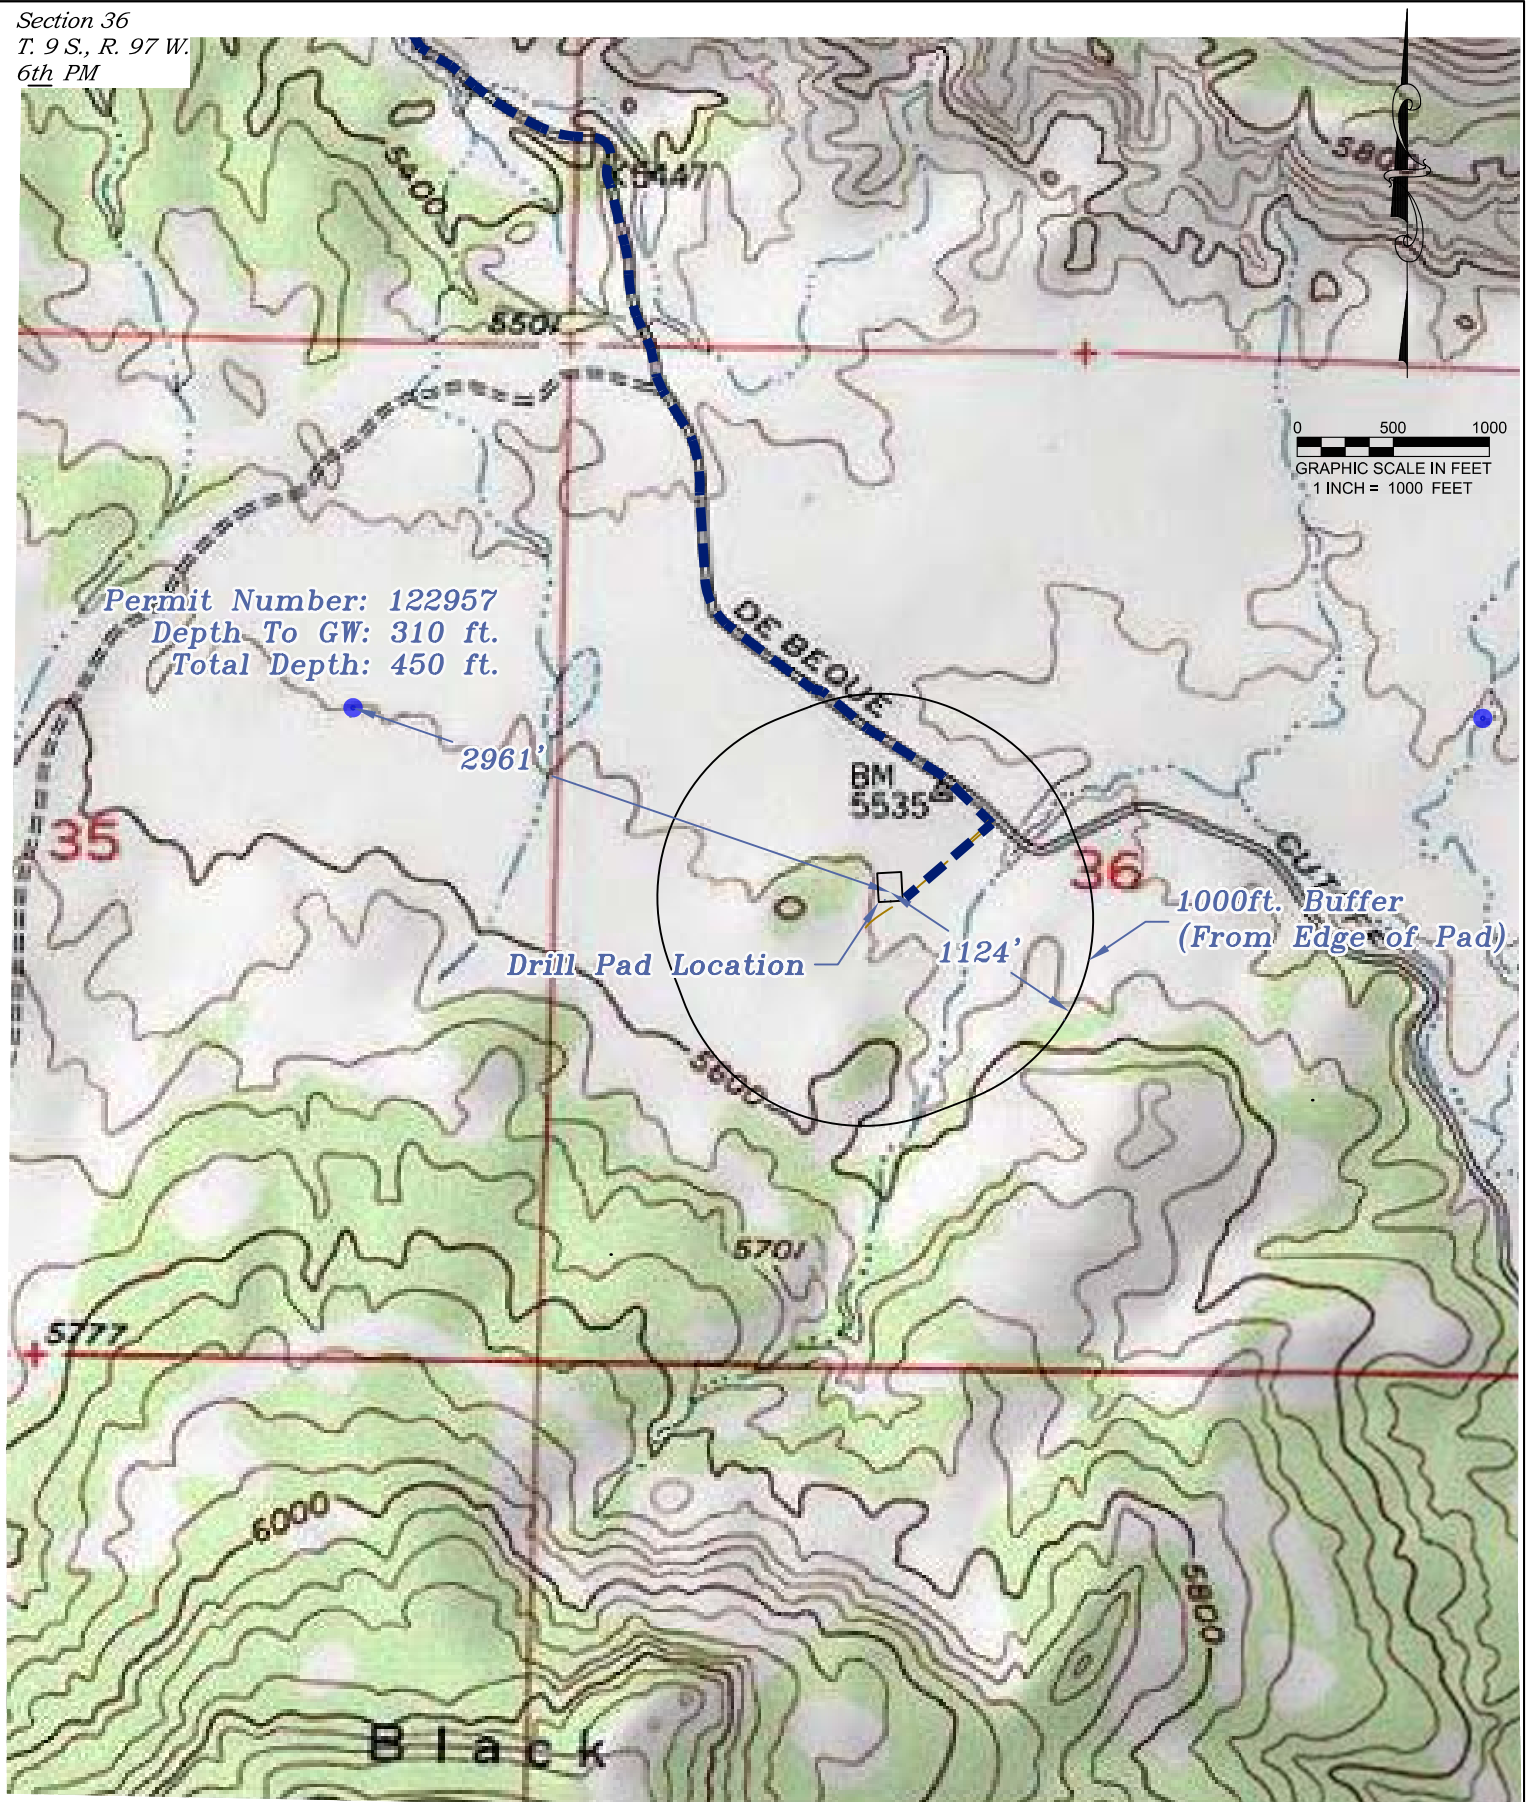 Section 36
T. 9 S., R. 97 W.
6th PM
5800
5600
5447
5501
0 500 1000
GRAPHIC SCALE IN FEET
1 INCH = 1000 FEET
Permit Number: 122957
Depth To GW: 310 ft.
Total Depth: 450 ft.
DE BEQUE
2961'
BM
5535
35
36
CUT
1000ft. Buffer
(From Edge of Pad)
Drill Pad Location
1124'
5600
5701
5777
6000
5800
Black